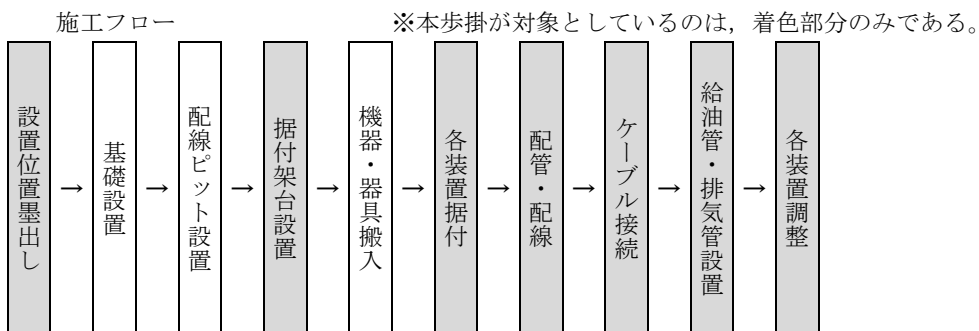 施工フロー
※本歩掛が対象としているのは，着色部分のみである。
設置位置墨出し
→
基礎設置
→
配線ピット設置
→
据付架台設置
→
機器・器具搬入
→
各装置据付
→
配管・配線
→
ケーブル接続
→
給油管・排気管設置
→
各装置調整